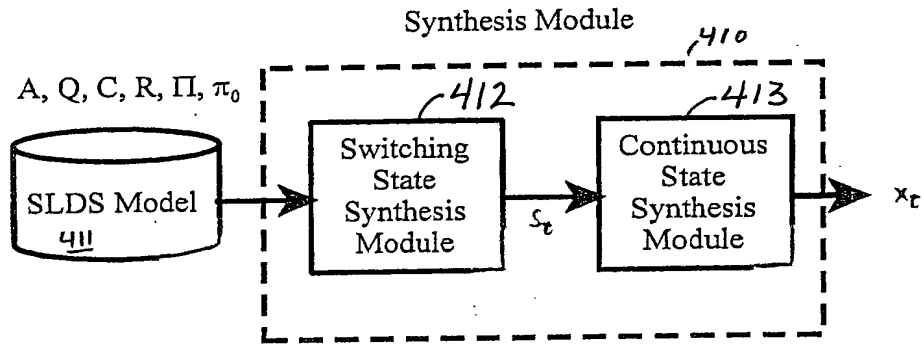 Synthesis Module
410
A, Q, C, R, Π, π₀
412
413
SLDS Model
411
Switching
State
Synthesis
Module
S_t
Continuous
State
Synthesis
Module
x_t